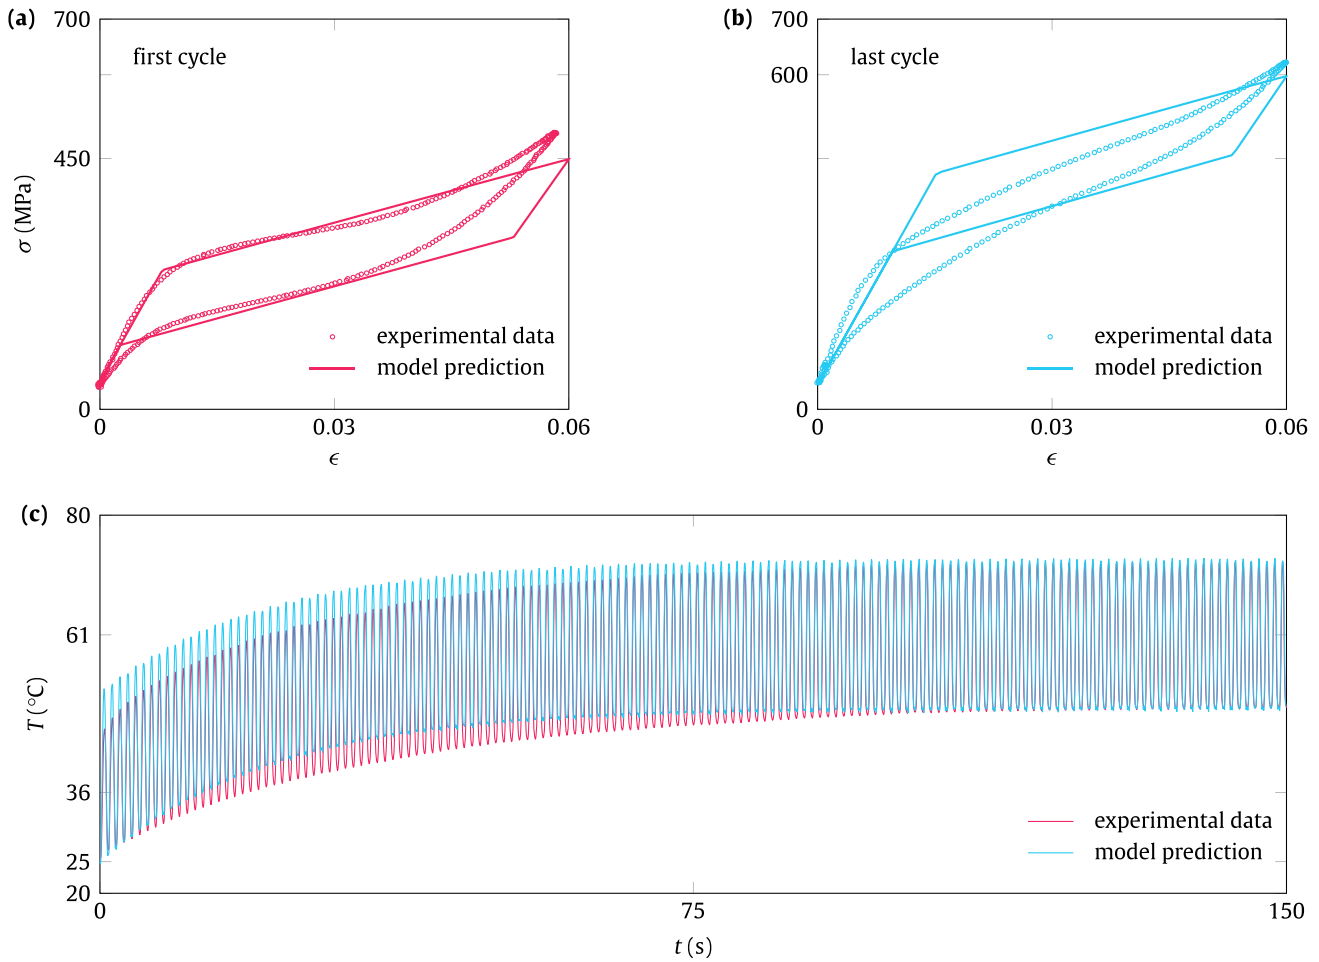 (a) 700
first cycle
450
σ (MPa)
experimental data
model prediction
0
0 0.03 0.06
ϵ
(b) 700
last cycle
600
experimental data
model prediction
0
0 0.03 0.06
ϵ
(c) 80
61
T (°C)
36
25
20
experimental data
model prediction
0 75 150
t (s)